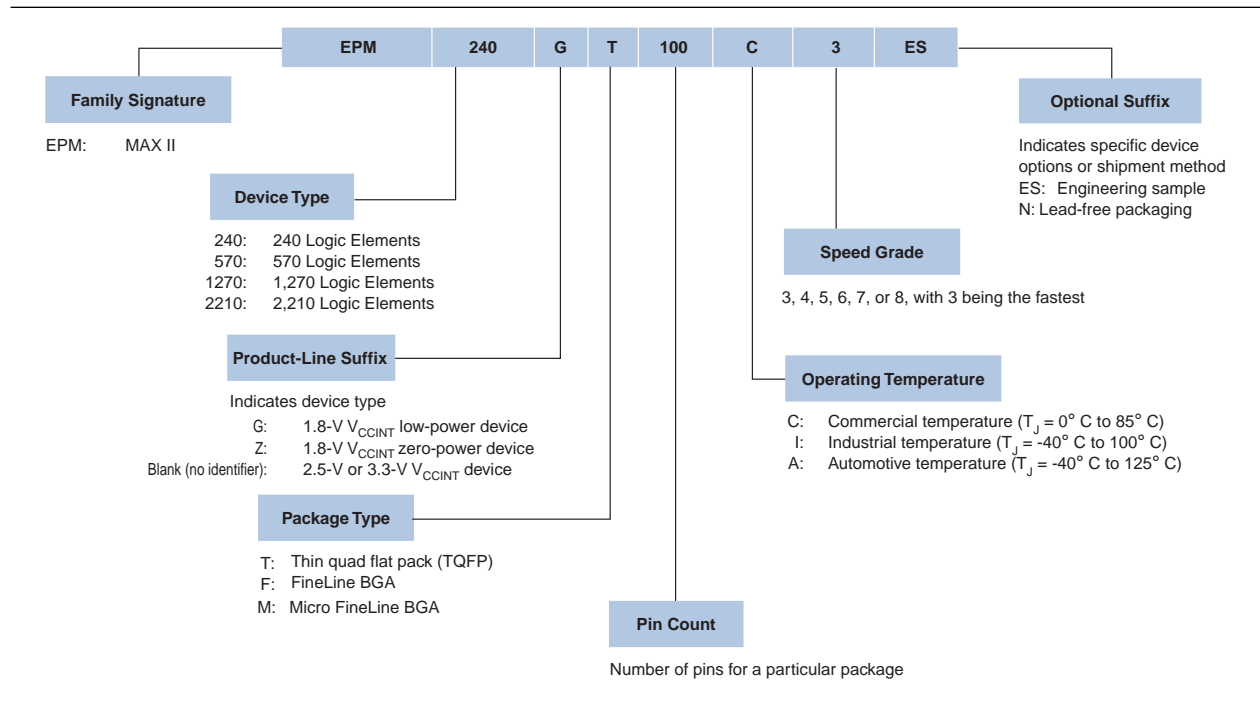 EPM 240 G T 100 C 3 ES
Family Signature
EPM: MAX II
Optional Suffix
Indicates specific device
options or shipment method
ES: Engineering sample
N: Lead-free packaging
Device Type
240: 240 Logic Elements
570: 570 Logic Elements
1270: 1,270 Logic Elements
2210: 2,210 Logic Elements
Speed Grade
3, 4, 5, 6, 7, or 8, with 3 being the fastest
Product-Line Suffix
Indicates device type
G: 1.8-V VCCINT low-power device
Z: 1.8-V VCCINT zero-power device
Blank (no identifier): 2.5-V or 3.3-V VCCINT device
Operating Temperature
C: Commercial temperature (TJ = 0° C to 85° C)
I: Industrial temperature (TJ = -40° C to 100° C)
A: Automotive temperature (TJ = -40° C to 125° C)
Package Type
T: Thin quad flat pack (TQFP)
F: FineLine BGA
M: Micro FineLine BGA
Pin Count
Number of pins for a particular package